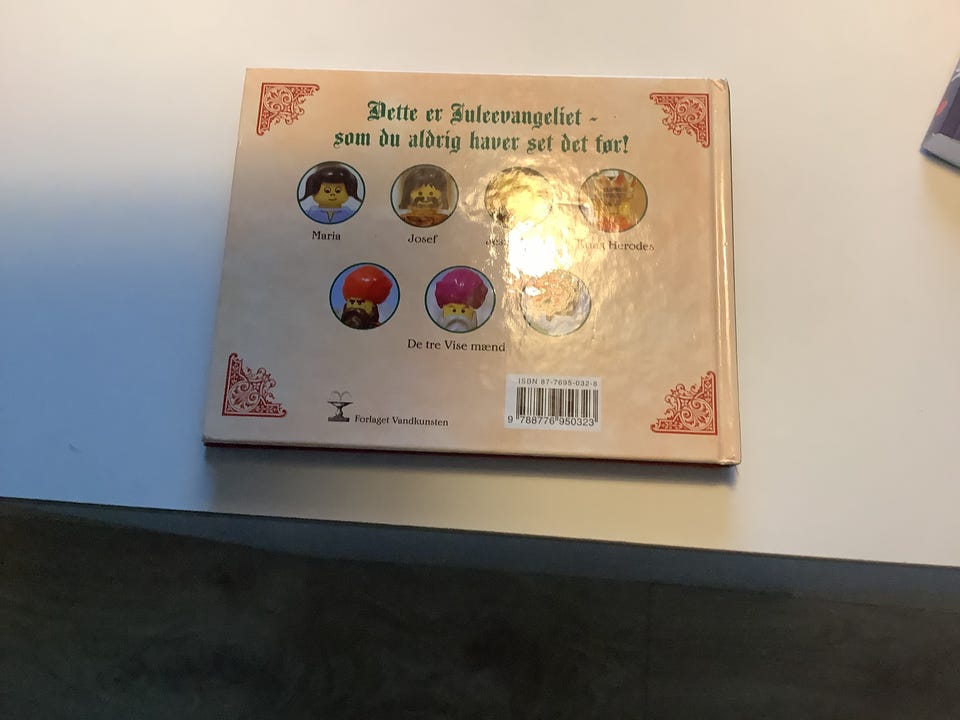 Dette er Juleevangeliet -
som du aldrig haver set det før!
Maria Josef Herodes
De tre Vise mænd
Forlaget Vandkunsten
ISBN 87-7695-032-8
9 788776 950323